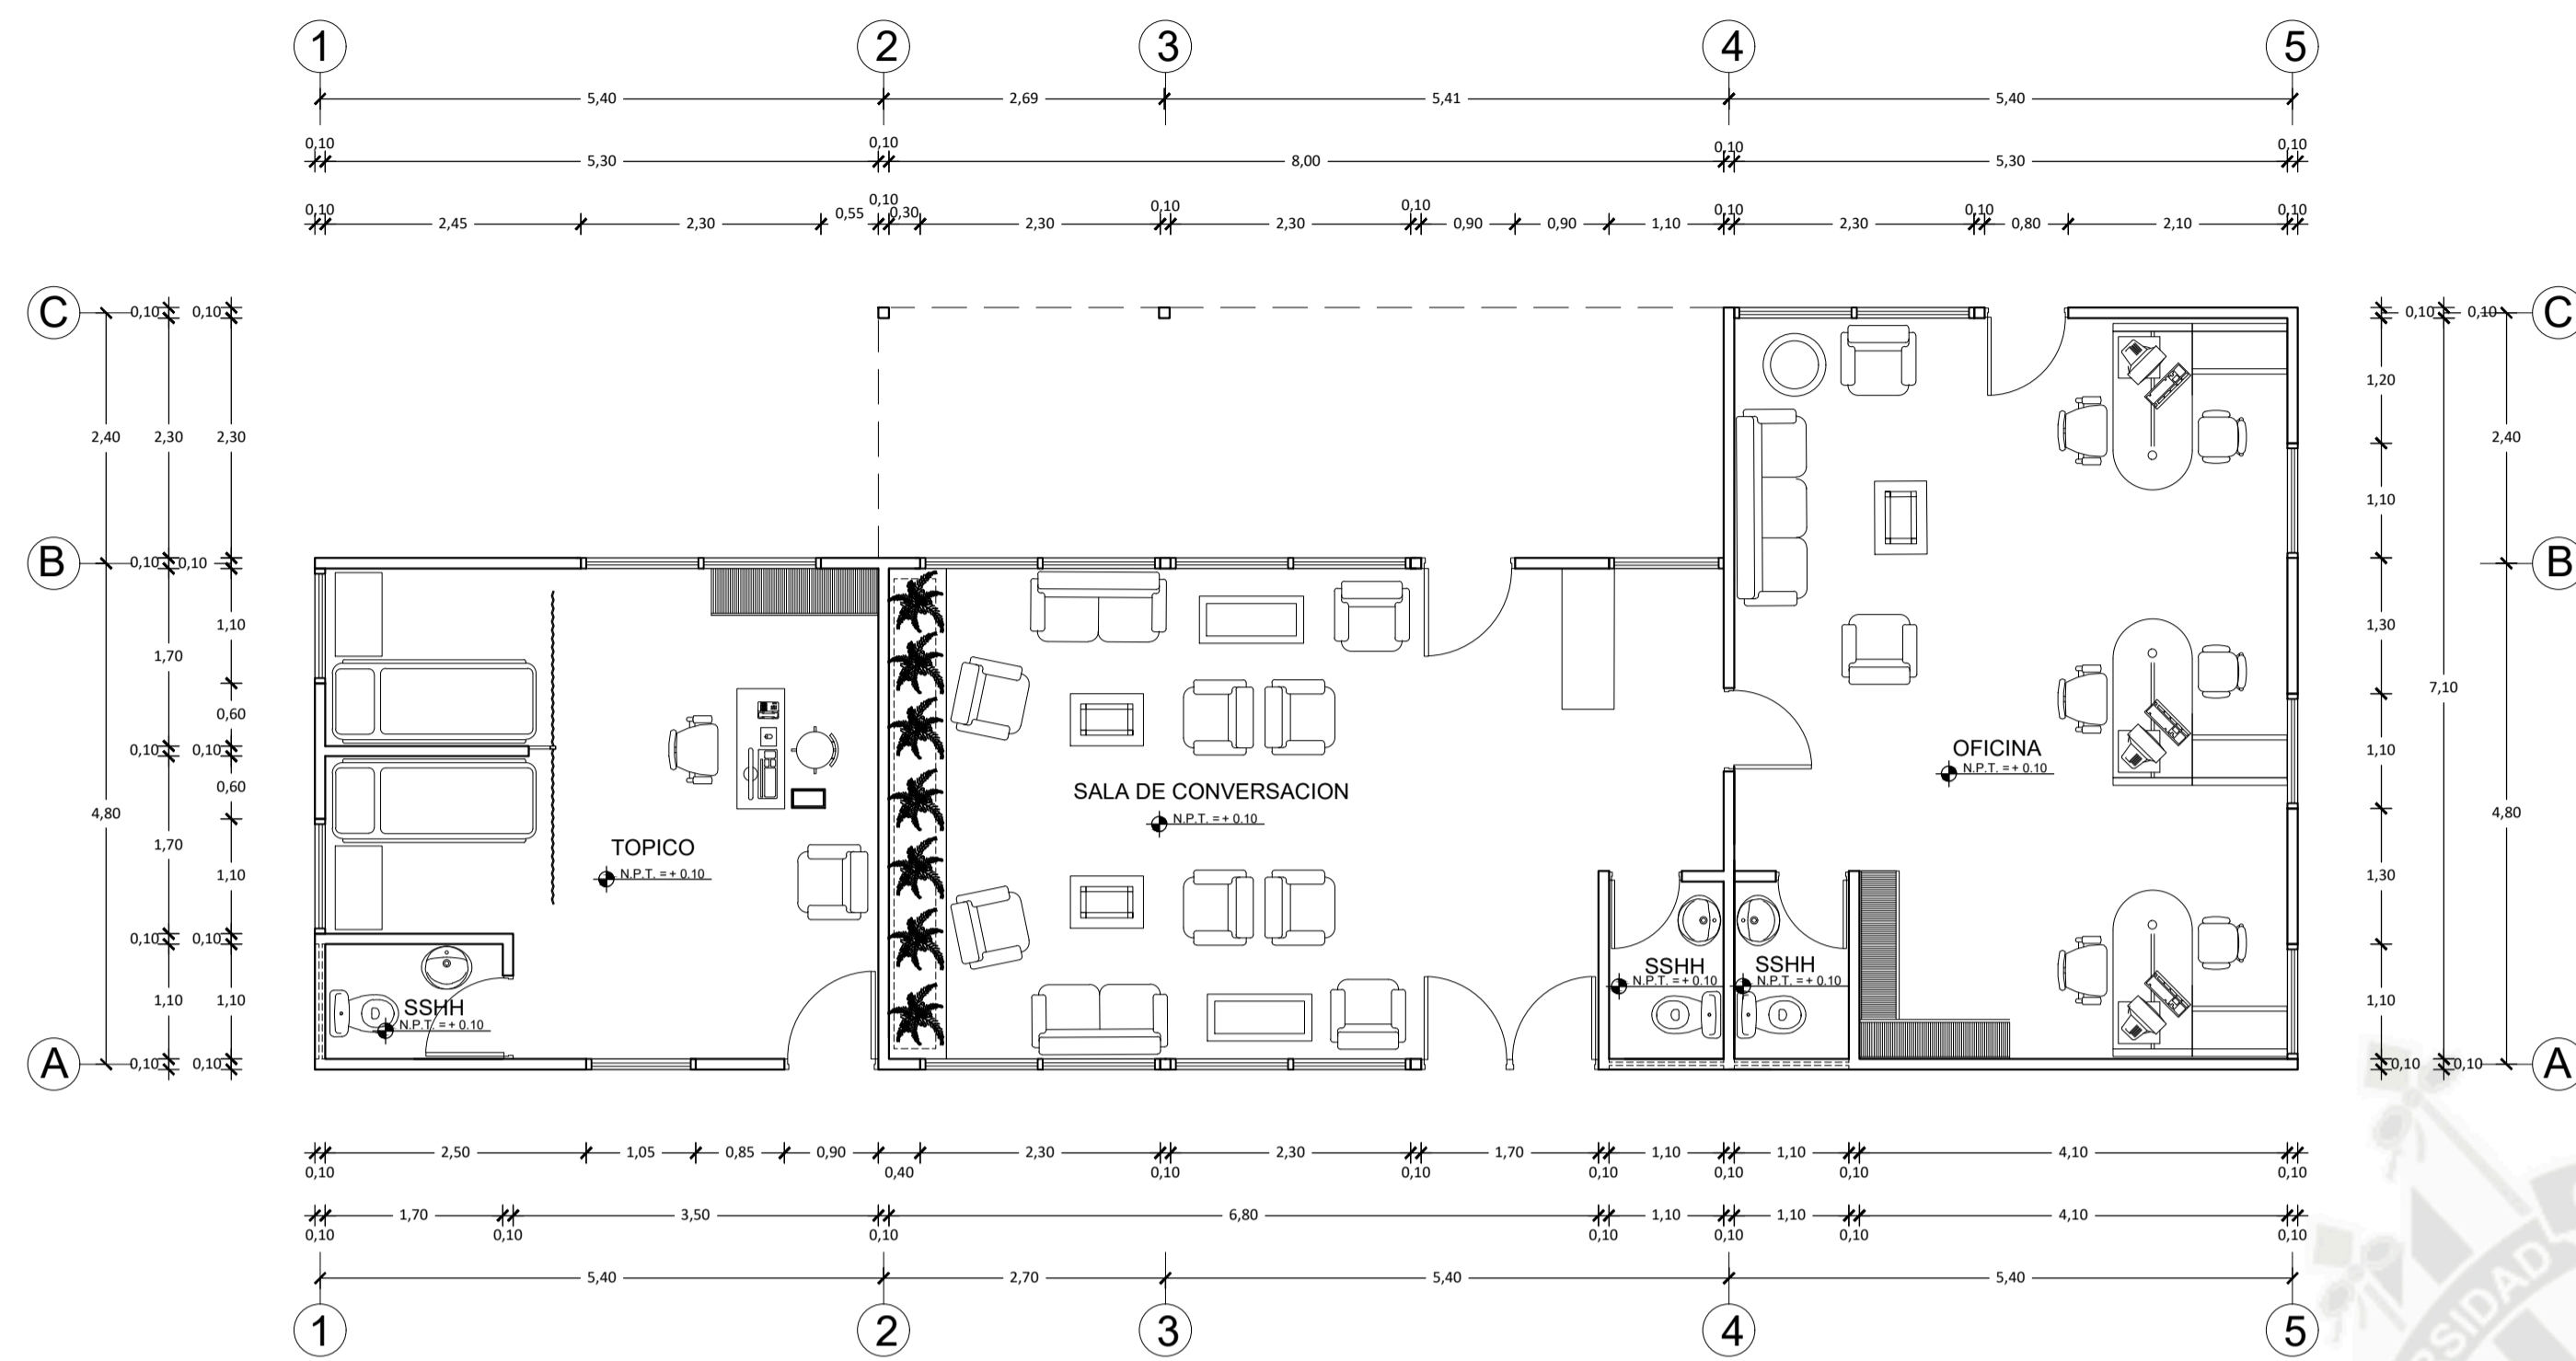 1 2 3 4 5
5,40 2,69 5,41 5,40
0,10 0,10 0,10 0,10
5,30 8,00 5,30
0,10 0,10 0,30 0,10 0,10 0,10 0,10 0,10
2,45 2,30 0,55 2,30 2,30 0,90 0,90 1,10 2,30 0,80 2,10
C 0,10 0,10 0,10 0,10 C
1,20
2,40 2,30 2,30 2,40
1,10
B 0,10 0,10 B
1,10 1,30
1,70
7,10
0,60
0,10 0,10 1,10
OFICINA
N.P.T. = + 0.10
0,60
SALA DE CONVERSACION
N.P.T. = + 0.10
4,80 4,80
TOPICO
N.P.T. = + 0.10
1,70
1,10 1,30
0,10 0,10
SSHH SSHH
N.P.T. = + 0.10 N.P.T. = + 0.10
1,10 1,10 1,10
SSHH
N.P.T. = + 0.10
A 0,10 0,10 0,10 0,10 A
2,50 1,05 0,85 0,90 2,30 2,30 1,70 1,10 1,10 4,10
0,10 0,40 0,10 0,10 0,10 0,10 0,10 0,10
1,70 3,50 6,80 1,10 1,10 4,10
0,10 0,10 0,10 0,10 0,10 0,10 0,10
5,40 2,70 5,40 5,40
1 2 3 4 5
RSIDAD